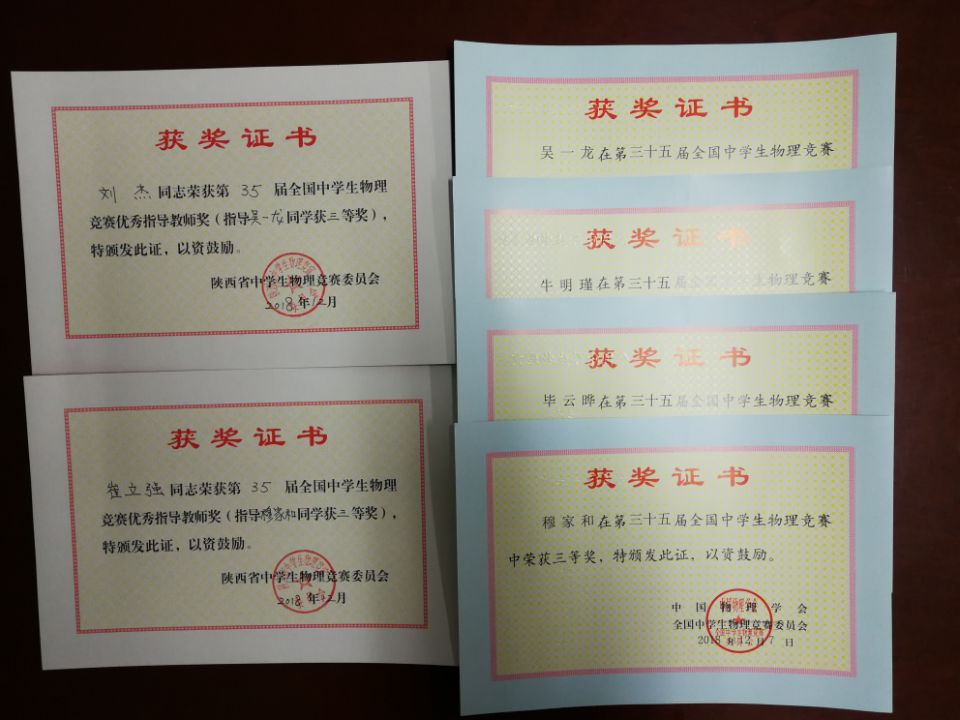 获奖证书
刘杰同志荣获第35届全国中学生物理
竞赛优秀指导教师奖(指导吴一龙同学获三等奖),
特颁发此证,以资鼓励。
陕西省中学生物理竞赛委员会
2018年12月
获奖证书
崔立强同志荣获第35届全国中学生物理
竞赛优秀指导教师奖(指导穆家和同学获三等奖),
特颁发此证,以资鼓励。
陕西省中学生物理竞赛委员会
2018年12月
获奖证书
吴一龙在第三十五届全国中学生物理竞赛
获奖证书
牛明瑾在第三十五届全国中学生物理竞赛
获奖证书
毕云晔在第三十五届全国中学生物理竞赛
获奖证书
穆家和在第三十五届全国中学生物理竞赛
中荣获三等奖,特颁发此证,以资鼓励。
中国物理学会
全国中学生物理竞赛委员会
2018年12月7日